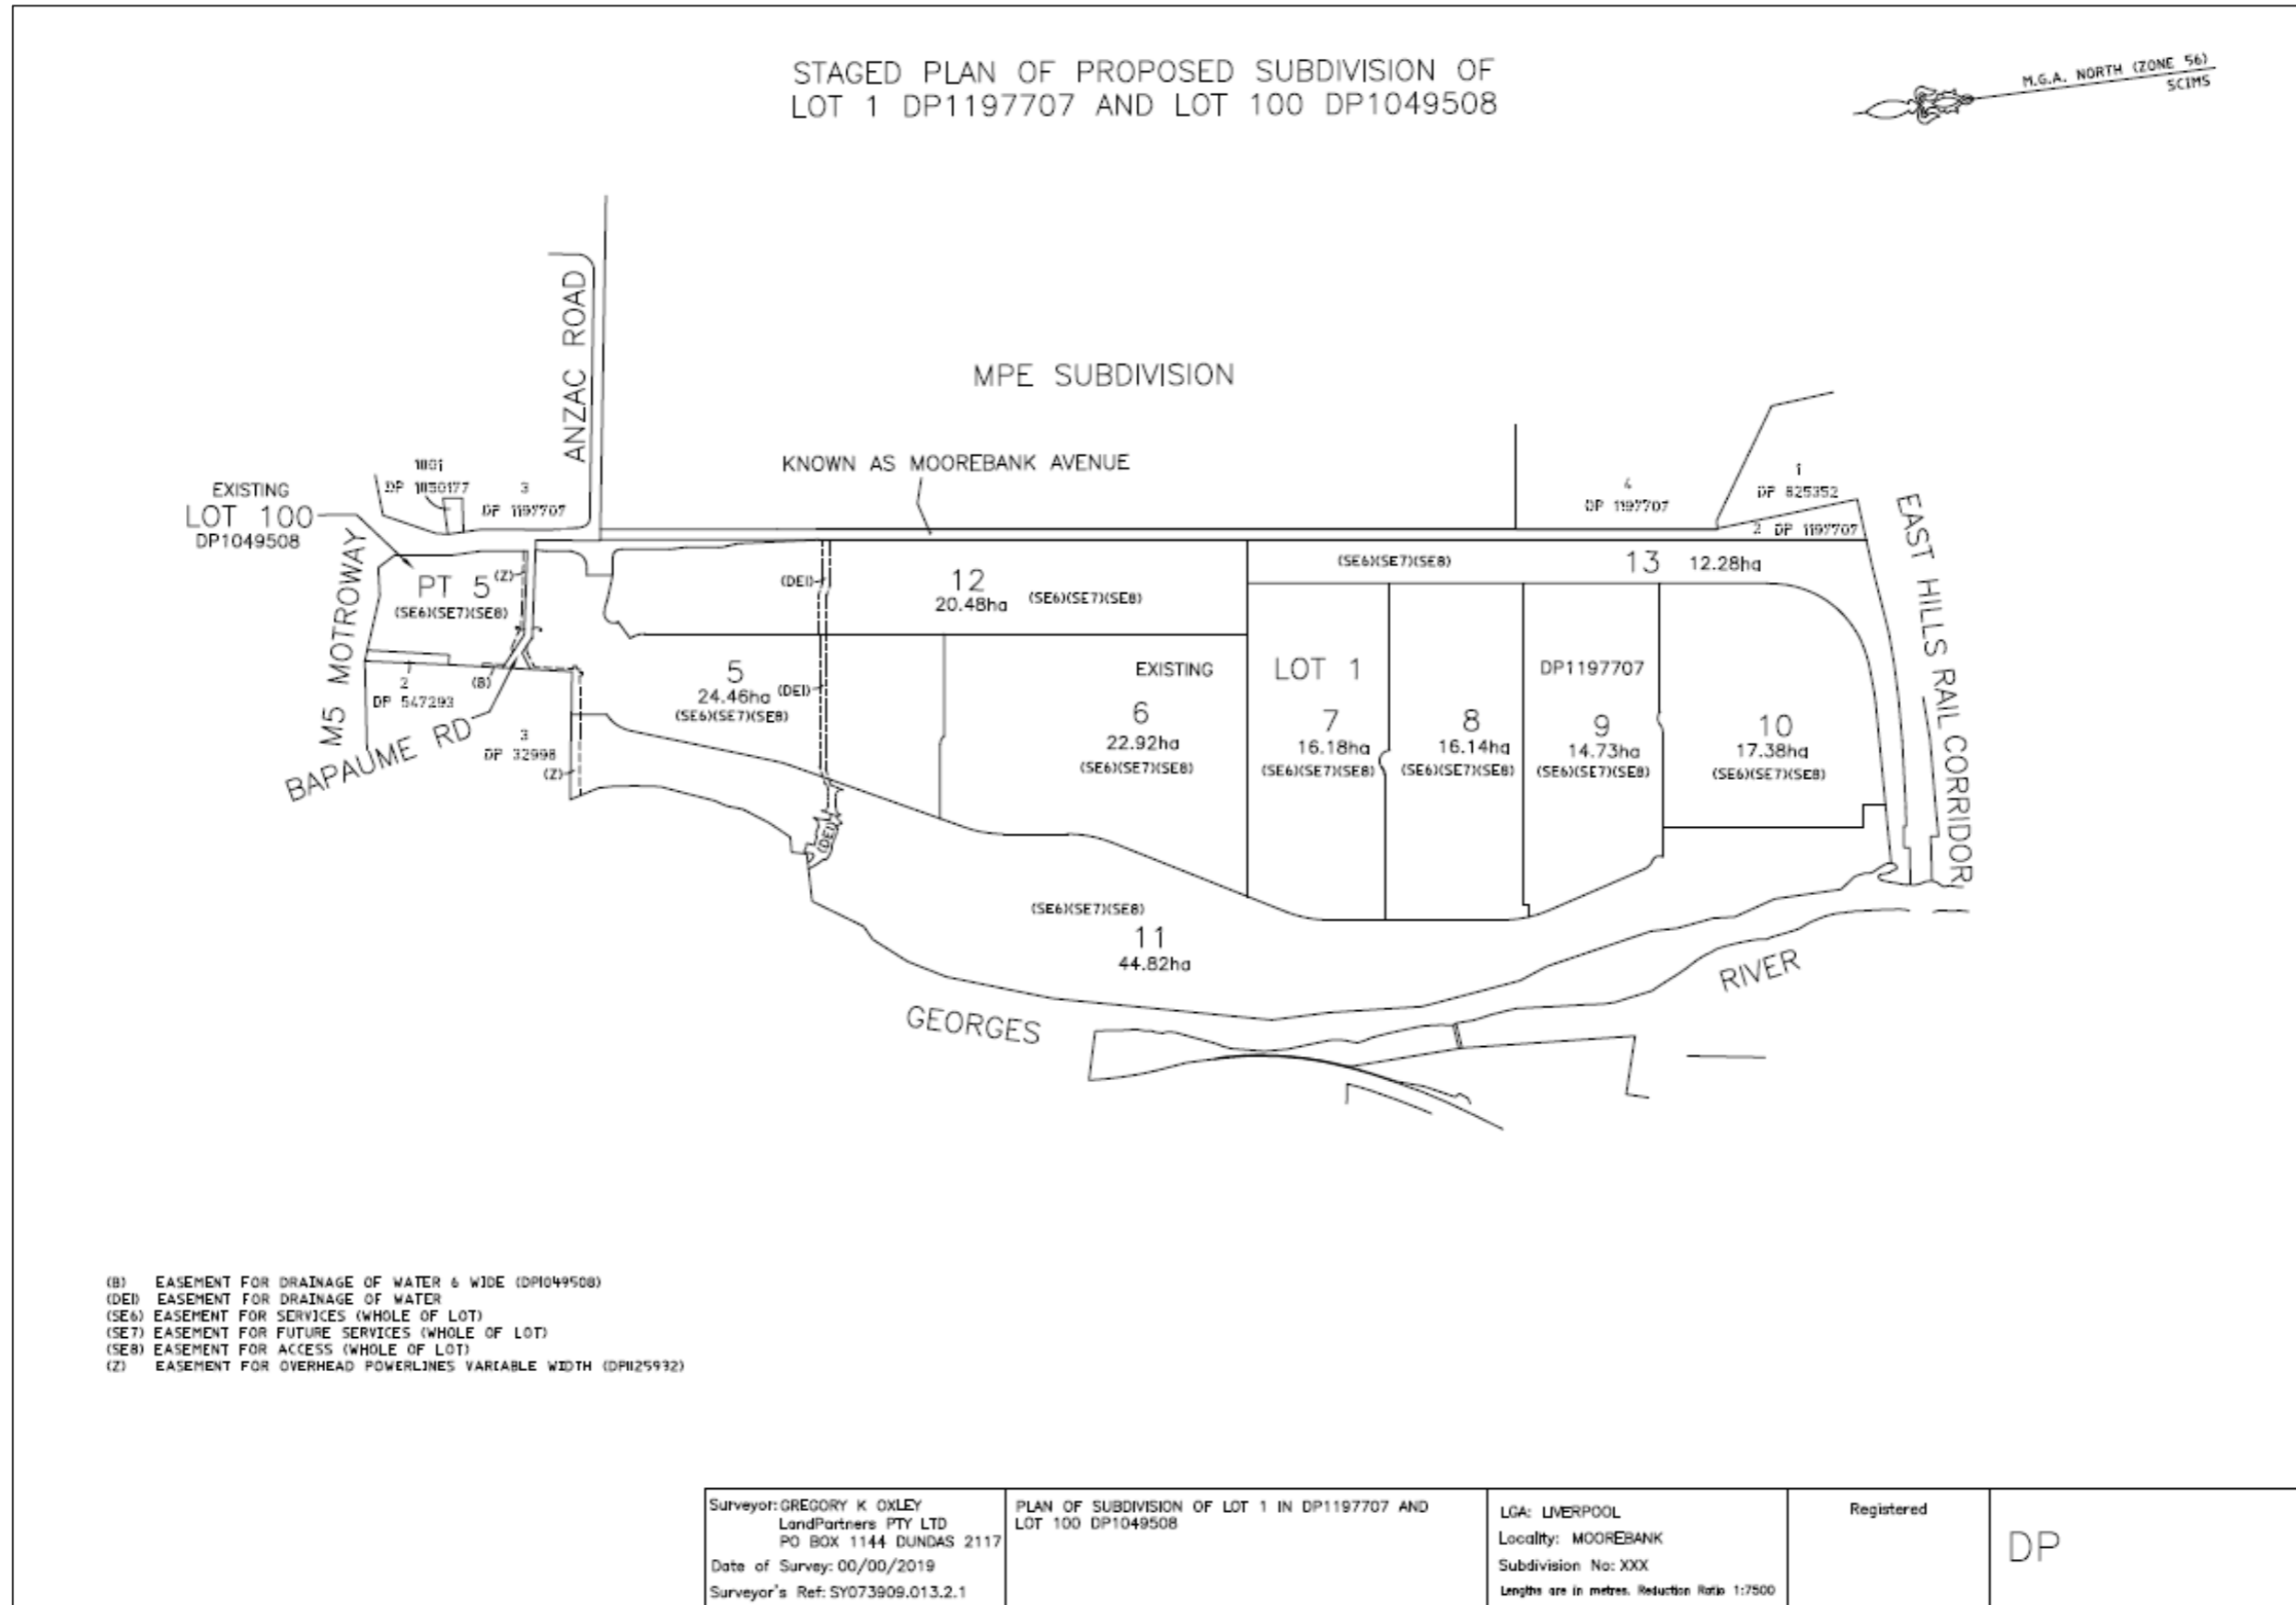 STAGED PLAN OF PROPOSED SUBDIVISION OF
LOT 1 DP1197707 AND LOT 100 DP1049508
M.G.A. NORTH (ZONE 56)
SCIMS
ANZAC ROAD
MPE SUBDIVISION
KNOWN AS MOOREBANK AVENUE
EXISTING
LOT 100
DP1049508
DP 1050177
3
DP 1197707
4
DP 1197707
1
DP 825352
2 DP 1197707
EAST HILLS RAIL CORRIDOR
M5 MOTROWAY
PT 5
(Z)
(SE6)(SE7)(SE8)
(DE1)
12
20.48ha
(SE6)(SE7)(SE8)
(SE6)(SE7)(SE8)
13
12.28ha
2
DP 547293
(B)
BAPAUME RD
3
DP 32998
(Z)
5
24.46ha
(SE6)(SE7)(SE8)
(DE1)
EXISTING
LOT 1
DP1197707
6
22.92ha
(SE6)(SE7)(SE8)
7
16.18ha
(SE6)(SE7)(SE8)
8
16.14ha
(SE6)(SE7)(SE8)
9
14.73ha
(SE6)(SE7)(SE8)
10
17.38ha
(SE6)(SE7)(SE8)
(DE1)
(SE6)(SE7)(SE8)
11
44.82ha
GEORGES
RIVER
(B) EASEMENT FOR DRAINAGE OF WATER 6 WIDE (DP1049508)
(DE1) EASEMENT FOR DRAINAGE OF WATER
(SE6) EASEMENT FOR SERVICES (WHOLE OF LOT)
(SE7) EASEMENT FOR FUTURE SERVICES (WHOLE OF LOT)
(SE8) EASEMENT FOR ACCESS (WHOLE OF LOT)
(Z) EASEMENT FOR OVERHEAD POWERLINES VARIABLE WIDTH (DP1125932)
Surveyor: GREGORY K OXLEY
LandPartners PTY LTD
PO BOX 1144 DUNDAS 2117
Date of Survey: 00/00/2019
Surveyor's Ref: SY073909.013.2.1
PLAN OF SUBDIVISION OF LOT 1 IN DP1197707 AND
LOT 100 DP1049508
LGA: LIVERPOOL
Locality: MOOREBANK
Subdivision No: XXX
Lengths are in metres. Reduction Ratio 1:7500
Registered
DP